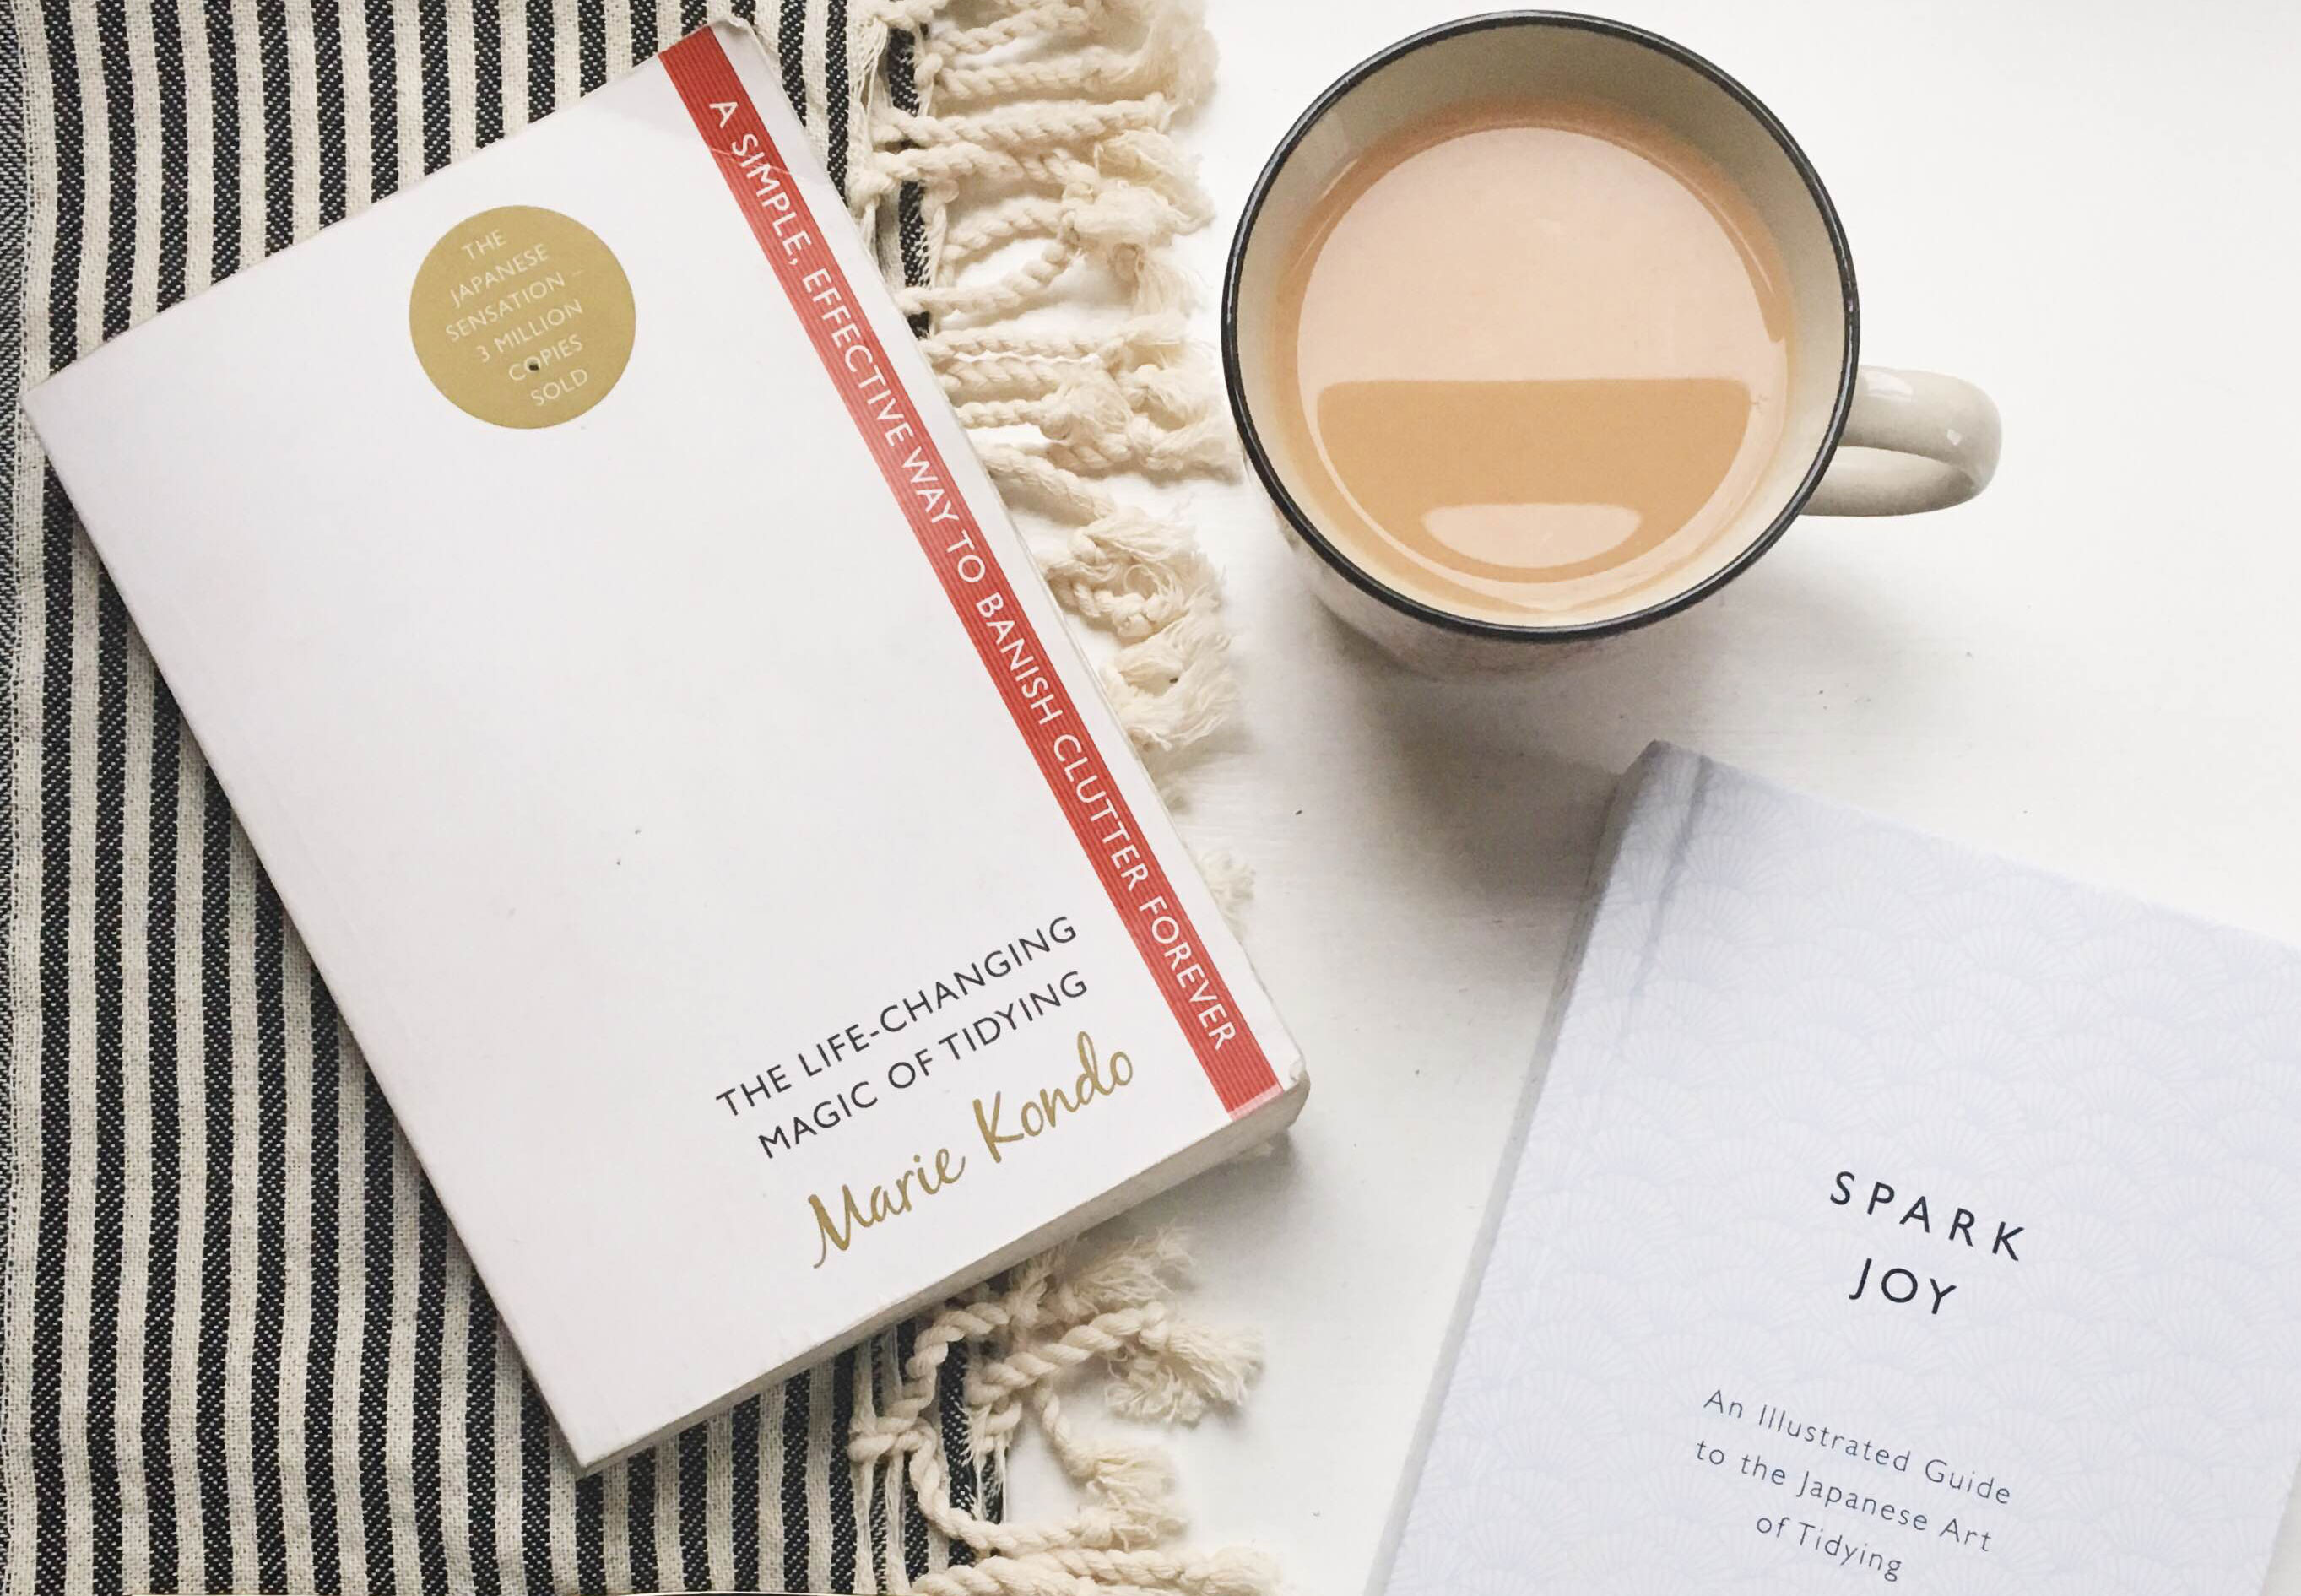 THE
JAPANESE
SENSATION –
3 MILLION
COPIES
SOLD
A SIMPLE, EFFECTIVE WAY TO BANISH CLUTTER FOREVER
THE LIFE-CHANGING
MAGIC OF TIDYING
Marie Kondo
SPARK
JOY
An Illustrated Guide
to the Japanese Art
of Tidying